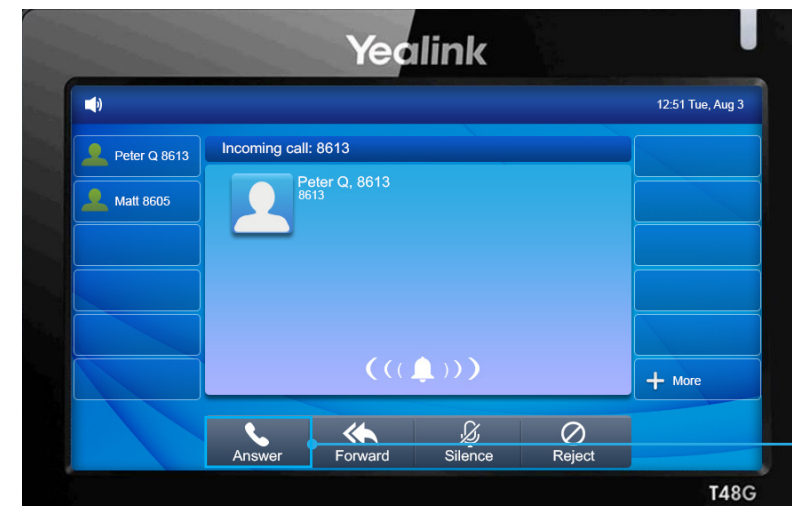 Yealink
12:51 Tue, Aug 3
Peter Q 8613
Matt 8605
Incoming call: 8613
Peter Q, 8613
8613
More
Answer
Forward
Silence
Reject
T48G